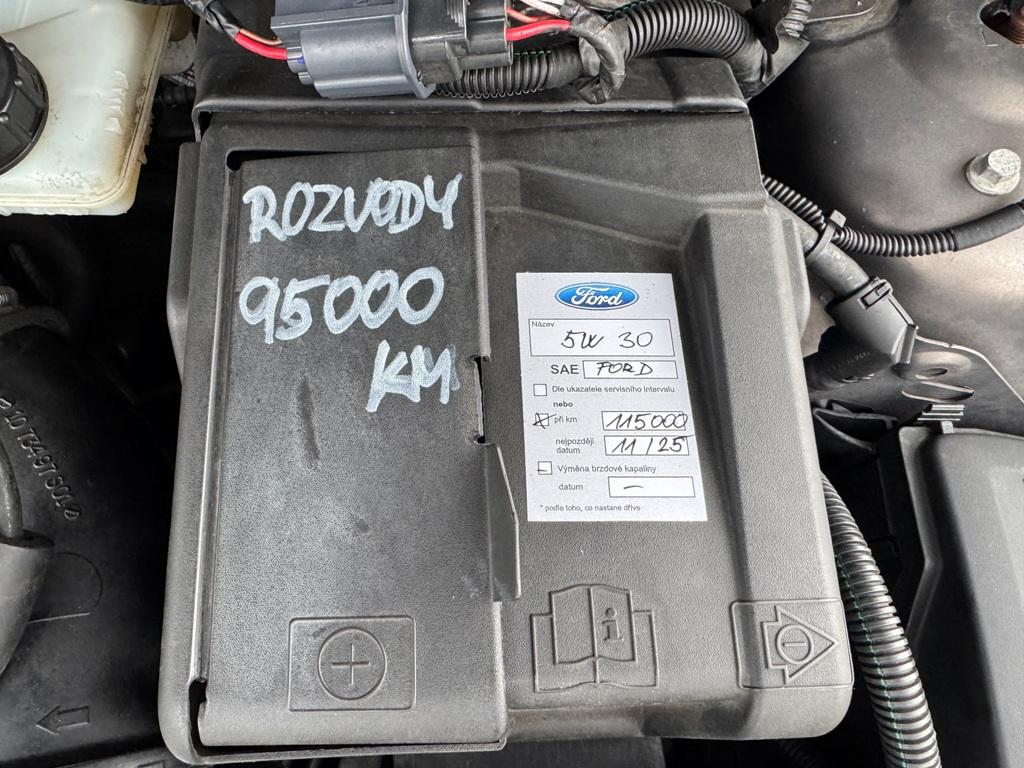 ROZVODY
95000
KM
Ford
Název
5W 30
SAE FORD
Dle ukazatele servisního intervalu
nebo
při km 115000
nejpozději
datum 11/25
Výměna brzdové kapaliny
datum –
* podle toho, co nastane dříve